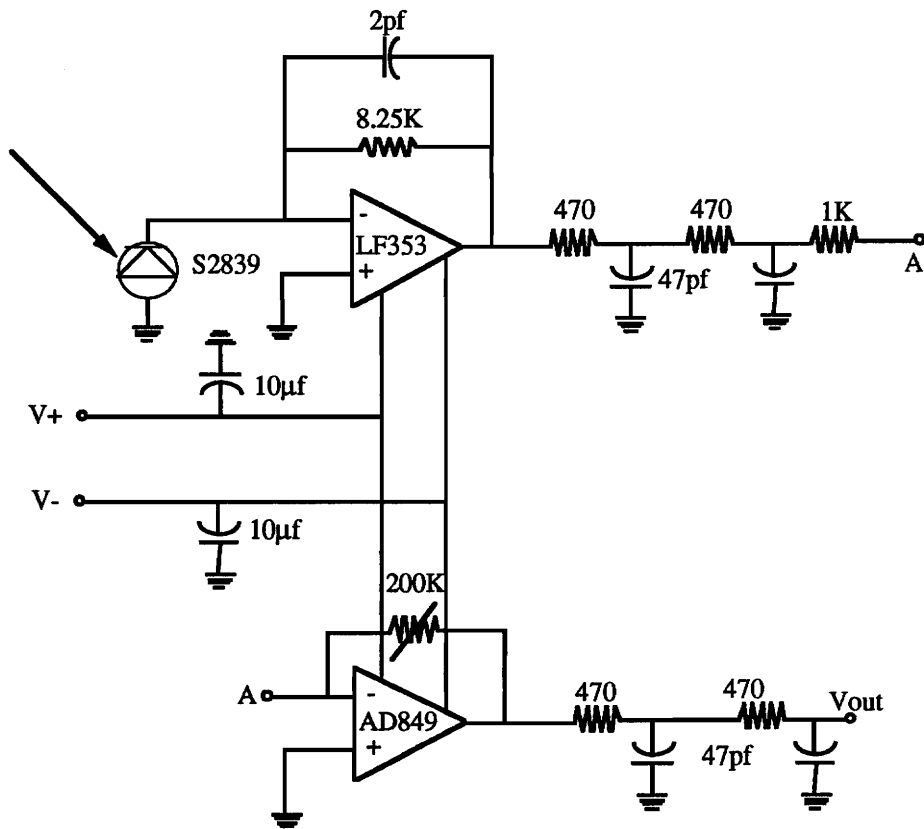 2pf
8.25K
-
LF353
+
S2839
470
470
1K
A
47pf
10μf
V+
V-
10μf
200K
A
-
AD849
+
470
470
Vout
47pf